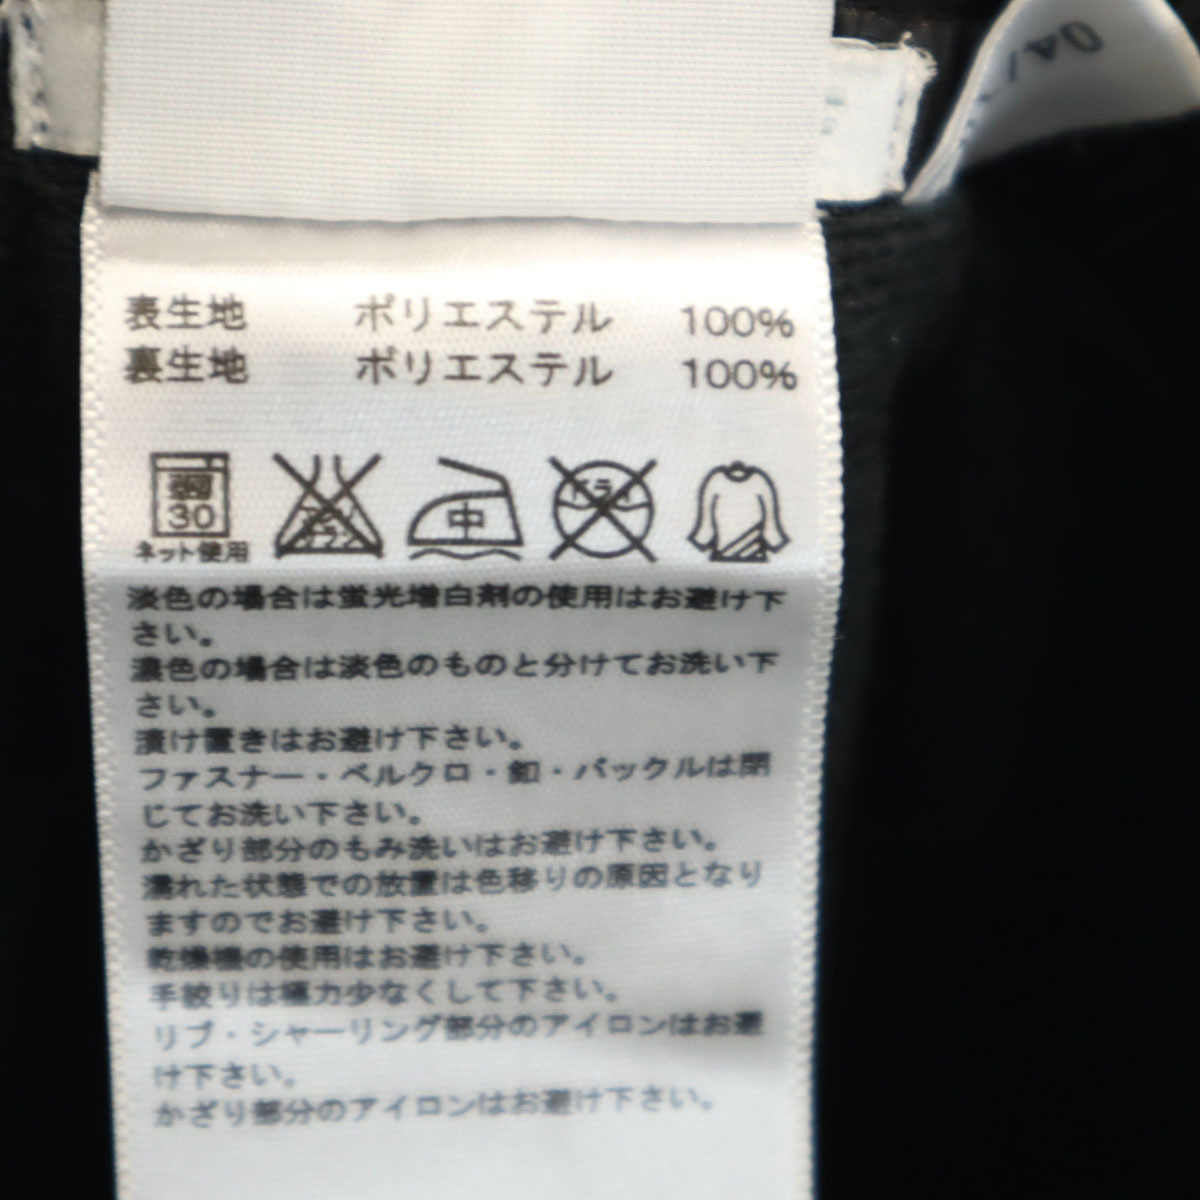 04/
表生地 ポリエステル 100%
裏生地 ポリエステル 100%
弱 30 エンソ サラシ 中 ドライ
ネット使用
淡色の場合は蛍光増白剤の使用はお避け下
さい。
濃色の場合は淡色のものと分けてお洗い下
さい。
漬け置きはお避け下さい。
ファスナー・ベルクロ・釦・バックルは閉
じてお洗い下さい。
かざり部分のもみ洗いはお避け下さい。
濡れた状態での放置は色移りの原因となり
ますのでお避け下さい。
乾燥機の使用はお避け下さい。
手絞りは極力少なくして下さい。
リブ・シャーリング部分のアイロンはお避
け下さい。
かざり部分のアイロンはお避け下さい。